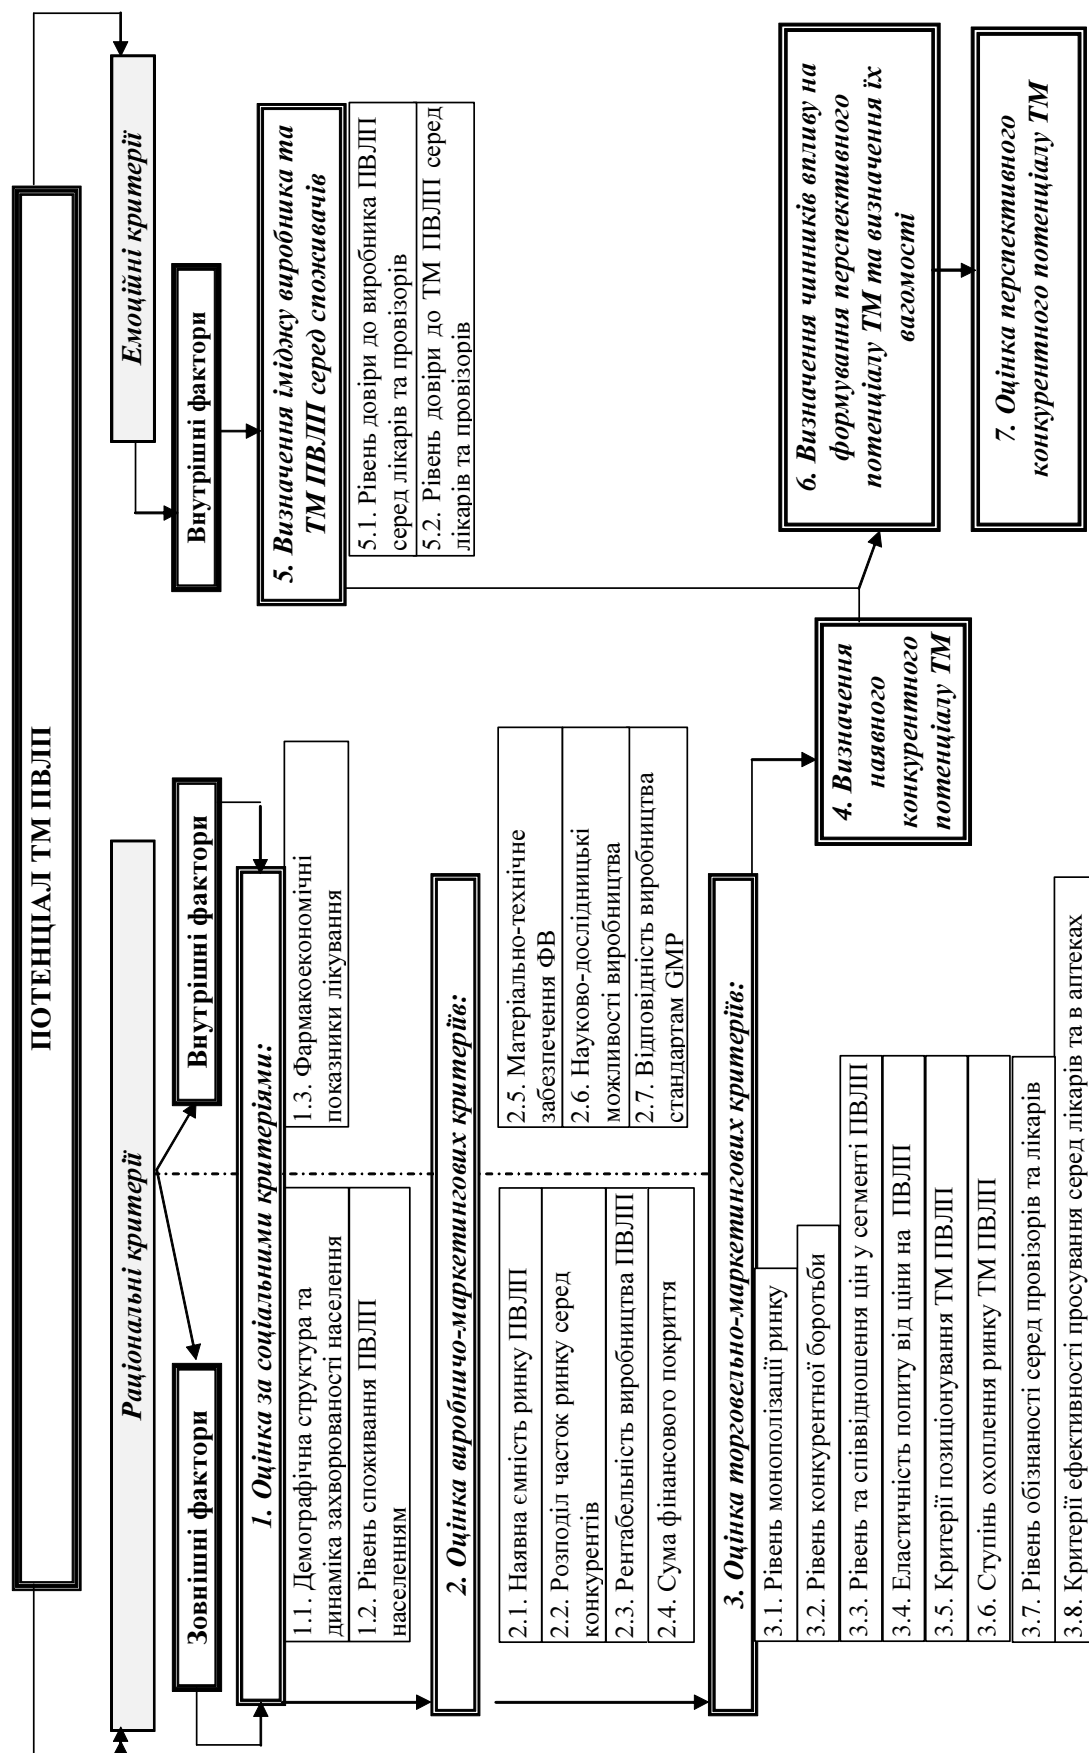 ПОТЕНЦІАЛ ТМ ПВЛП
Раціональні критерії
Емоційні критерії
Зовнішні фактори
Внутрішні фактори
Внутрішні фактори
1. Оцінка за соціальними критеріями:
1.1. Демографічна структура та
динаміка захворюваності населення
1.2. Рівень споживання ПВЛП
населенням
1.3. Фармакоекономічні
показники лікування
2. Оцінка виробничо-маркетингових критеріїв:
2.1. Наявна ємність ринку ПВЛП
2.2. Розподіл часток ринку серед
конкурентів
2.3. Рентабельність виробництва ПВЛП
2.4. Сума фінансового покриття
2.5. Матеріально-технічне
забезпечення ФВ
2.6. Науково-дослідницькі
можливості виробництва
2.7. Відповідність виробництва
стандартам GMP
3. Оцінка торговельно-маркетингових критеріїв:
3.1. Рівень монополізації ринку
3.2. Рівень конкурентної боротьби
3.3. Рівень та співвідношення цін у сегменті ПВЛП
3.4. Еластичність попиту від ціни на ПВЛП
3.5. Критерії позиціонування ТМ ПВЛП
3.6. Ступінь охоплення ринку ТМ ПВЛП
3.7. Рівень обізнаності серед провізорів та лікарів
3.8. Критерії ефективності просування серед лікарів та в аптеках
4. Визначення
наявного
конкурентного
потенціалу ТМ
5. Визначення іміджу виробника та
ТМ ПВЛП серед споживачів
5.1. Рівень довіри до виробника ПВЛП
серед лікарів та провізорів
5.2. Рівень довіри до ТМ ПВЛП серед
лікарів та провізорів
6. Визначення чинників впливу на
формування перспективного
потенціалу ТМ та визначення їх
вагомості
7. Оцінка перспективного
конкурентного потенціалу ТМ